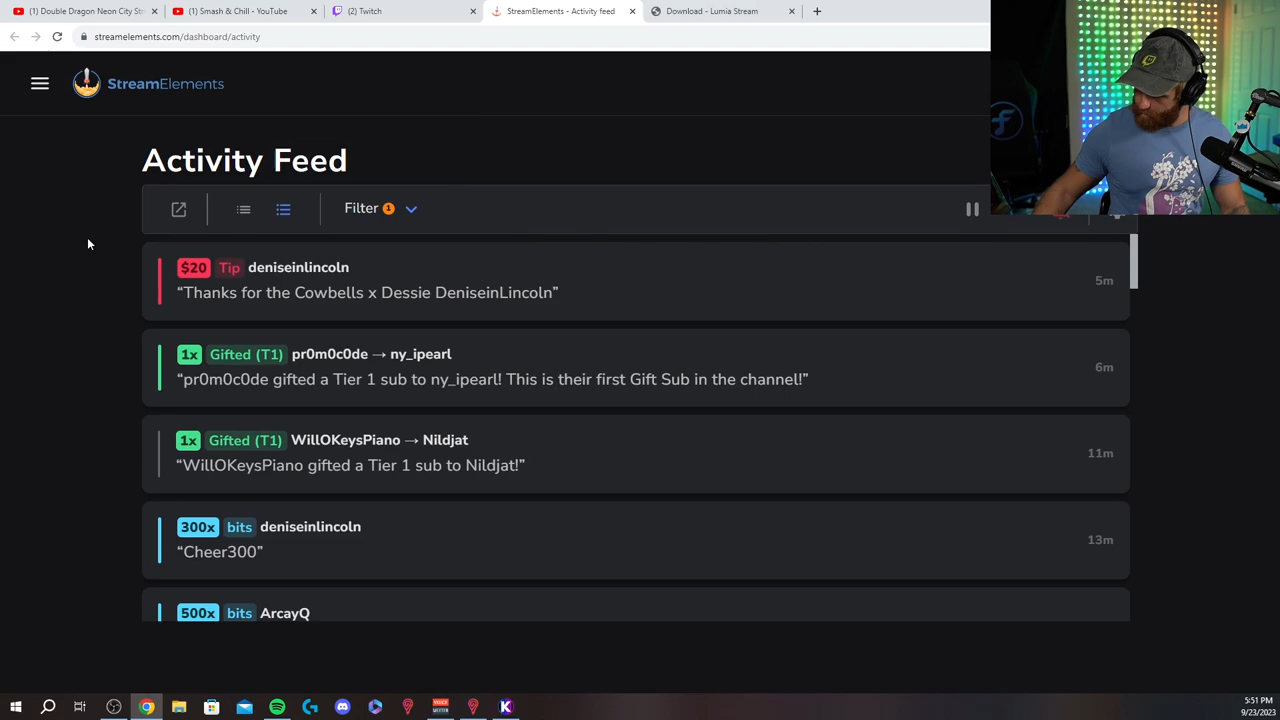 (1) Double Dragon Neon City Str
(1) Smash & Chill - YouTube
(2) Twitch
StreamElements - Activity feed
Download - Lumia Stream
streamelements.com/dashboard/activity
StreamElements
Activity Feed
Filter 1
$20 Tip deniseinlincoln
“Thanks for the Cowbells x Dessie DeniseinLincoln”
5m
1x Gifted (T1) pr0m0c0de → ny_ipearl
“pr0m0c0de gifted a Tier 1 sub to ny_ipearl! This is their first Gift Sub in the channel!”
6m
1x Gifted (T1) WillOKeysPiano → Nildjat
“WillOKeysPiano gifted a Tier 1 sub to Nildjat!”
11m
300x bits deniseinlincoln
“Cheer300”
13m
500x bits ArcayQ
5:51 PM
9/23/2023